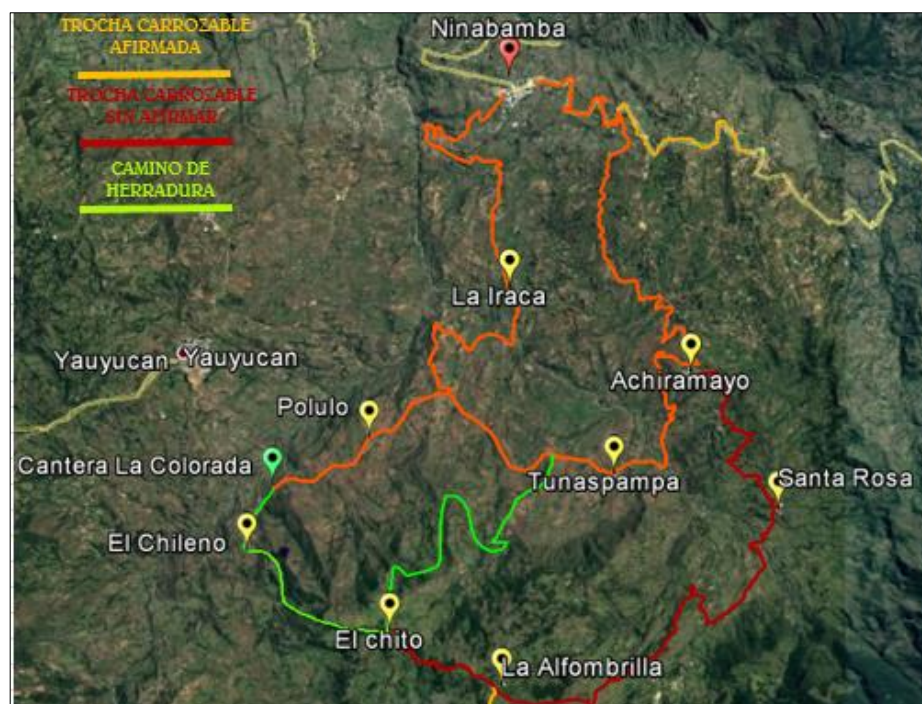 TROCHA CARROZABLE
AFIRMADA
TROCHA CARROZABLE
SIN AFIRMAR
CAMINO DE
HERRADURA
Ninabamba
La Iraca
Yauyucan
Yauyucan
Achiramayo
Polulo
Cantera La Colorada
Tunaspampa
Santa Rosa
El Chileno
El chito
La Alfombrilla